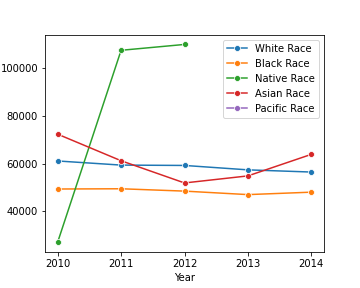 White Race
Black Race
Native Race
Asian Race
Pacific Race
100000
80000
60000
40000
2010 2011 2012 2013 2014
Year